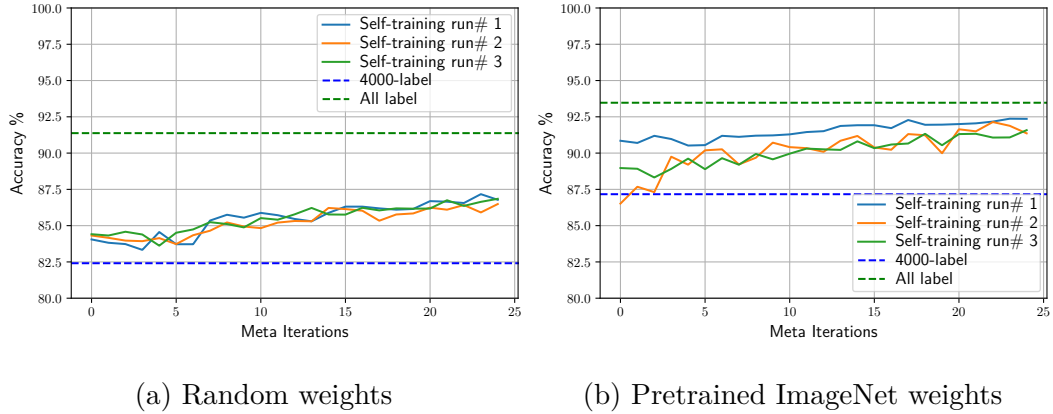 100.0
97.5
95.0
92.5
90.0
87.5
85.0
82.5
80.0
Accuracy %
0
5
10
15
20
25
Meta Iterations
Self-training run# 1
Self-training run# 2
Self-training run# 3
4000-label
All label
(a) Random weights
100.0
97.5
95.0
92.5
90.0
87.5
85.0
82.5
80.0
Accuracy %
0
5
10
15
20
25
Meta Iterations
Self-training run# 1
Self-training run# 2
Self-training run# 3
4000-label
All label
(b) Pretrained ImageNet weights